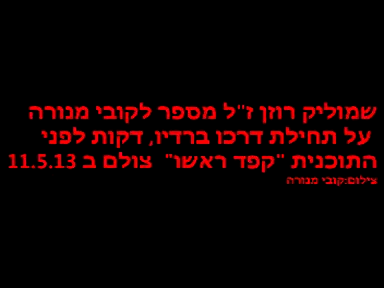 שמוליק רוזן ז"ל מספר לקובי מנורה
על תחילת דרכו ברדיו, דקות לפני
התוכנית "קפד ראשו" צולם ב 11.5.13
צילום:קובי מנורה